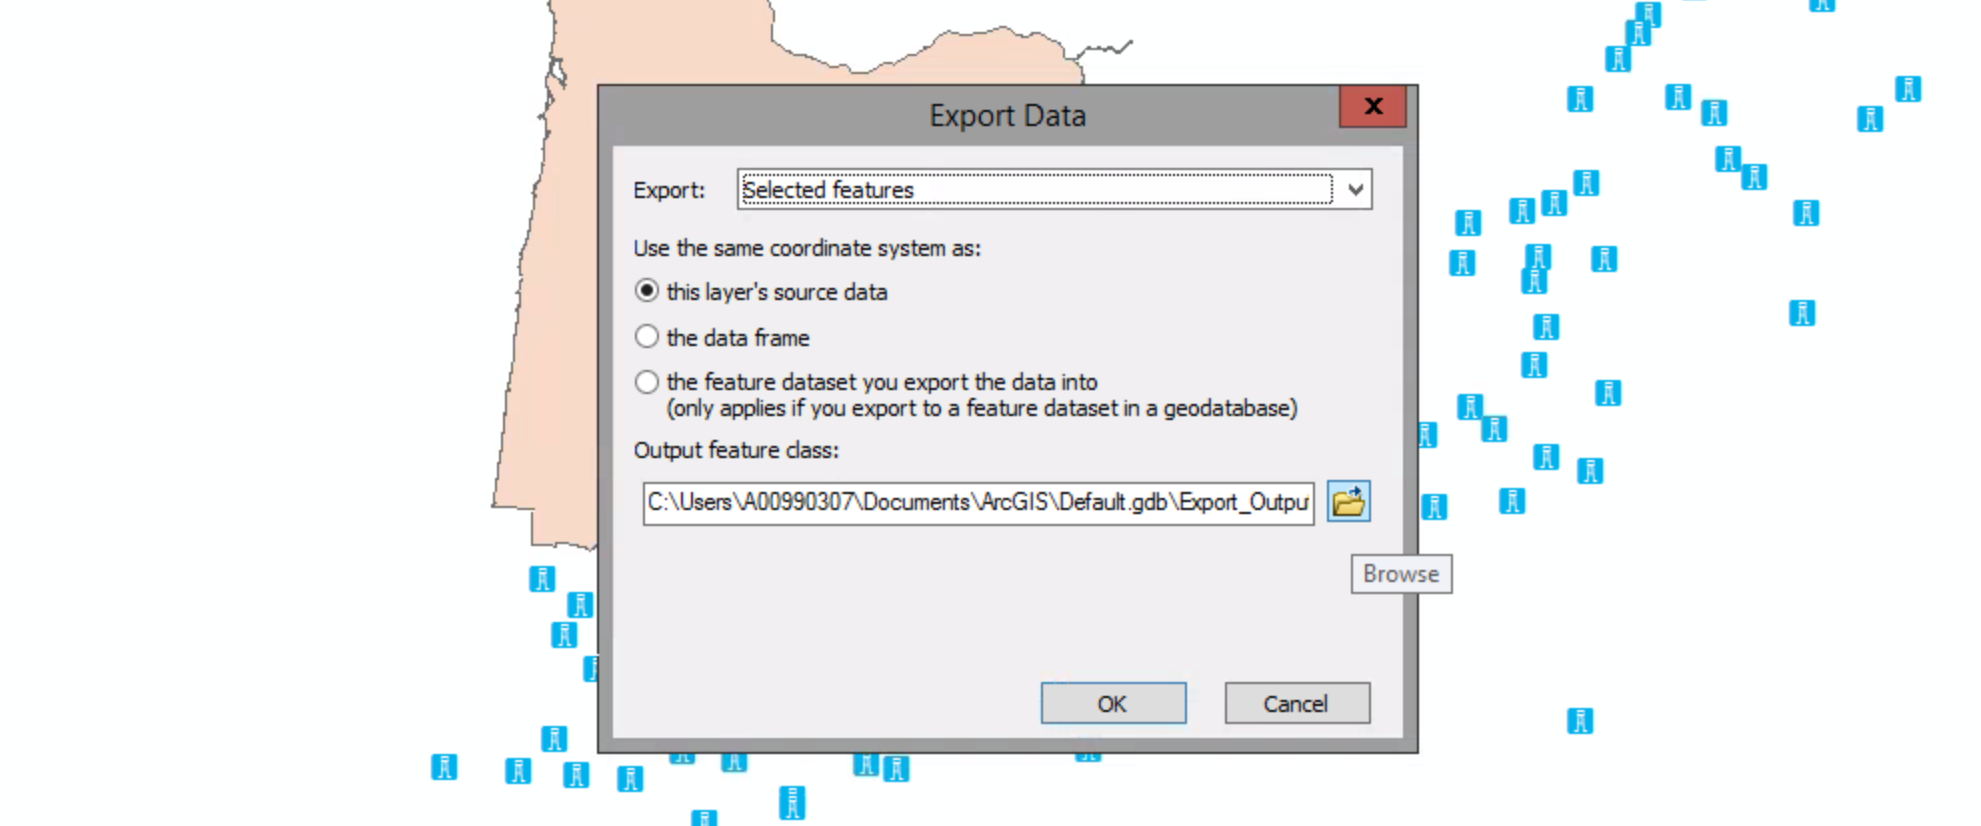 Export Data
x
Export: Selected features
Use the same coordinate system as:
this layer's source data
the data frame
the feature dataset you export the data into
(only applies if you export to a feature dataset in a geodatabase)
Output feature class:
C:\Users\A00990307\Documents\ArcGIS\Default.gdb\Export_Outpu
Browse
OK Cancel